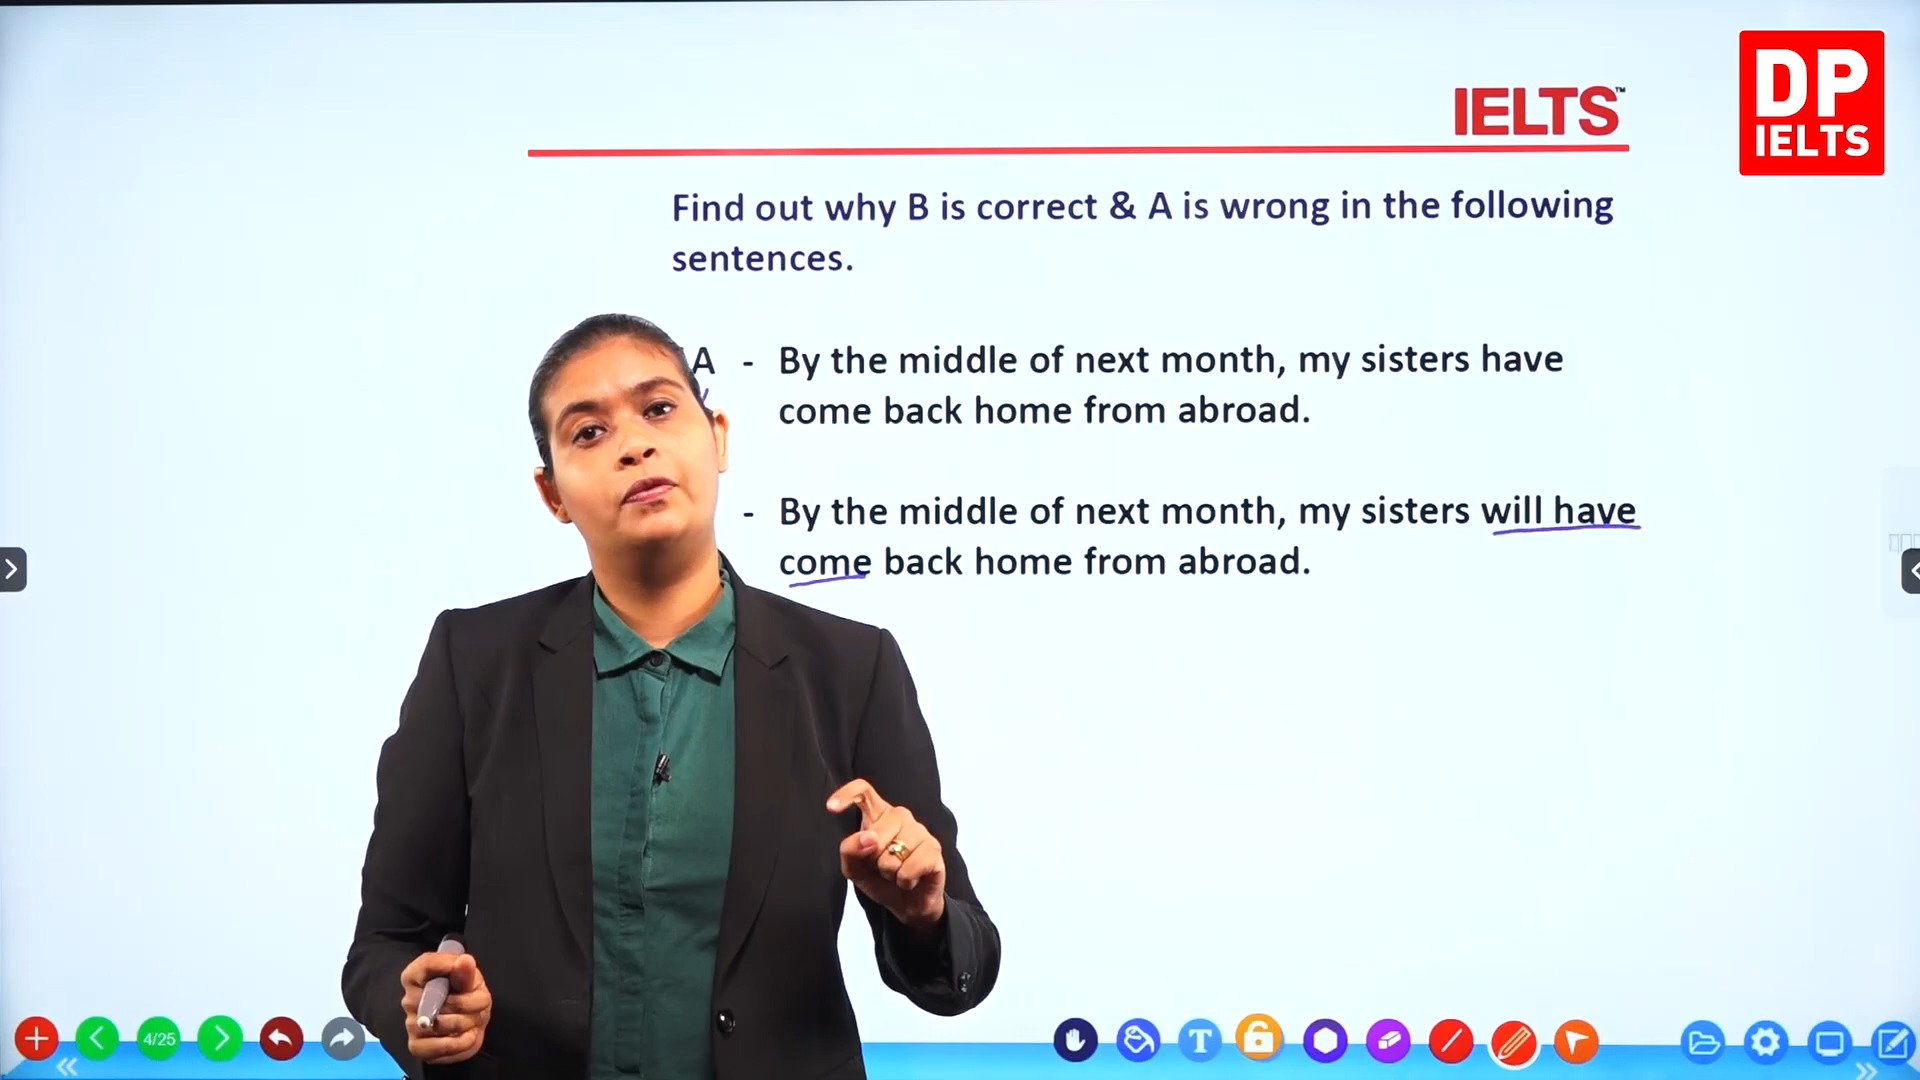 DP
IELTS
IELTS™
Find out why B is correct & A is wrong in the following
sentences.
A - By the middle of next month, my sisters have
come back home from abroad.
- By the middle of next month, my sisters will have
come back home from abroad.
4/25
T